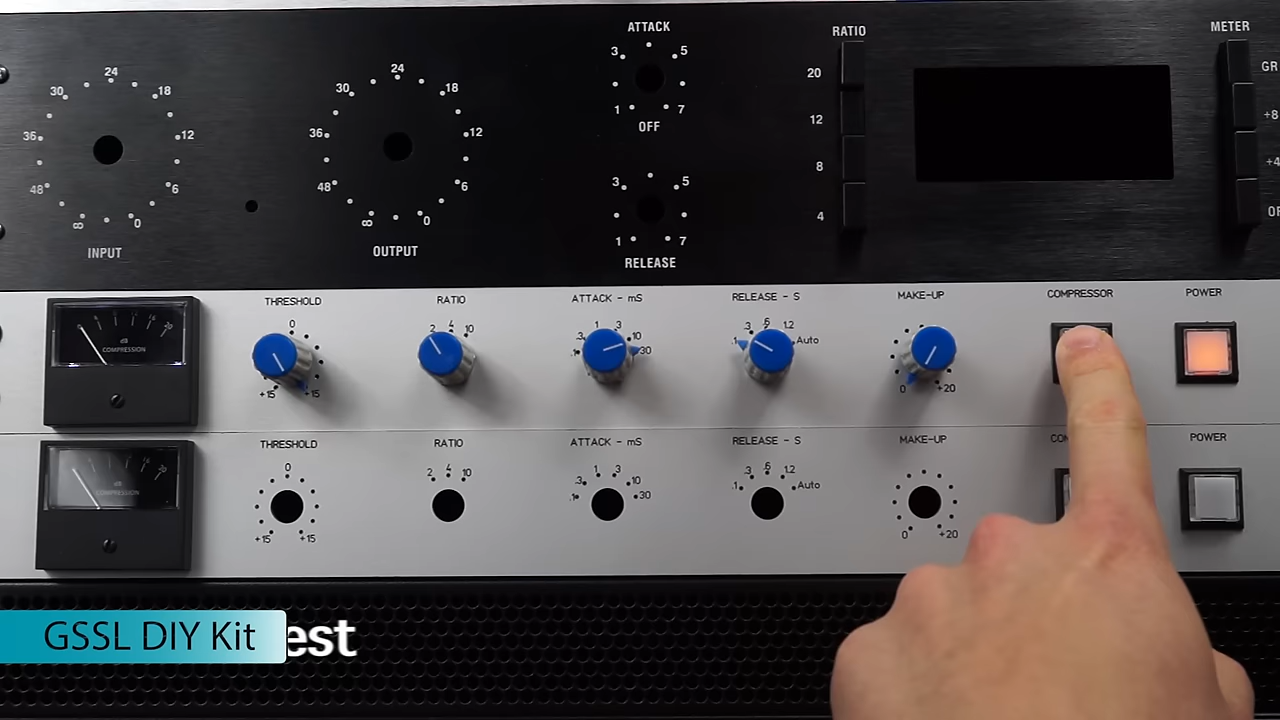 ATTACK
RATIO
METER
24
30
18
36
12
48
6
∞
0
INPUT
24
30
18
36
12
48
6
∞
0
OUTPUT
3
5
1
7
OFF
3
5
1
7
RELEASE
20
12
8
4
GR
+8
+4
THRESHOLD
RATIO
ATTACK - mS
RELEASE - S
MAKE-UP
COMPRESSOR
POWER
dB
COMPRESSION
0
+15
+15
2
4
10
.1
.3
1
3
10
30
.1
.3
.6
1.2
Auto
0
+20
THRESHOLD
RATIO
ATTACK - mS
RELEASE - S
MAKE-UP
POWER
dB
COMPRESSION
0
+15
+15
2
4
10
.1
.3
1
3
10
30
.1
.3
.6
1.2
Auto
0
+20
GSSL DIY Kit
est